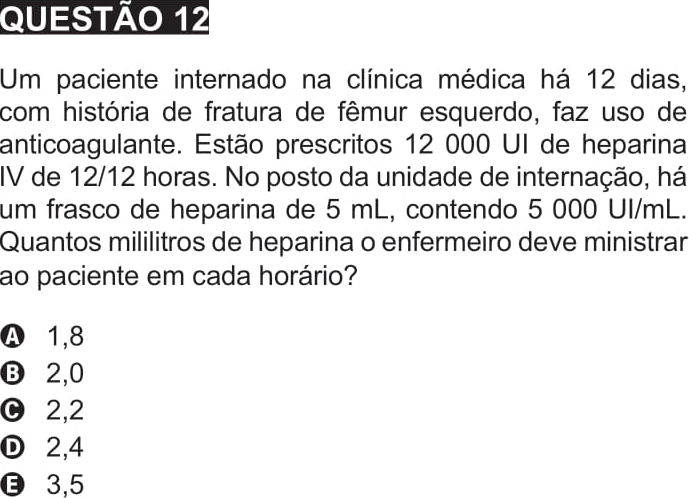 QUESTÃO 12
Um paciente internado na clínica médica há 12 dias,
com história de fratura de fêmur esquerdo, faz uso de
anticoagulante. Estão prescritos 12 000 UI de heparina
IV de 12/12 horas. No posto da unidade de internação, há
um frasco de heparina de 5 mL, contendo 5 000 UI/mL.
Quantos mililitros de heparina o enfermeiro deve ministrar
ao paciente em cada horário?
A 1,8
B 2,0
C 2,2
D 2,4
E 3,5